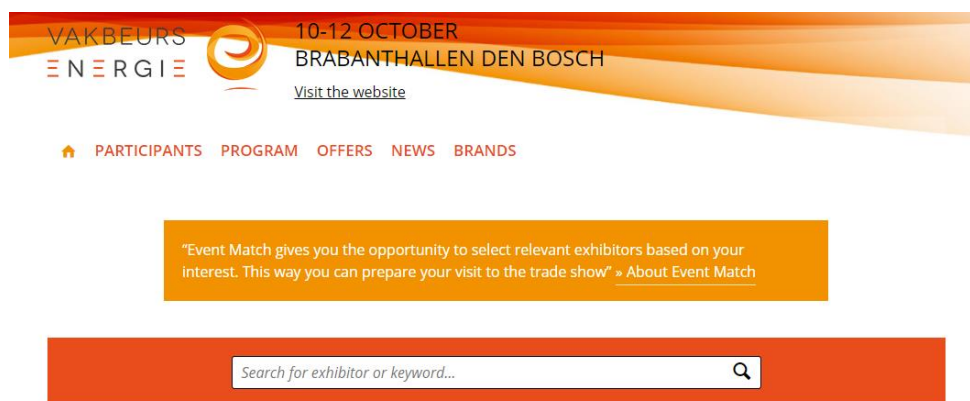 VAKBEURS
ENERGIE
10-12 OCTOBER
BRABANTHALLEN DEN BOSCH
Visit the website
PARTICIPANTS PROGRAM OFFERS NEWS BRANDS
"Event Match gives you the opportunity to select relevant exhibitors based on your
interest. This way you can prepare your visit to the trade show" » About Event Match
Search for exhibitor or keyword...